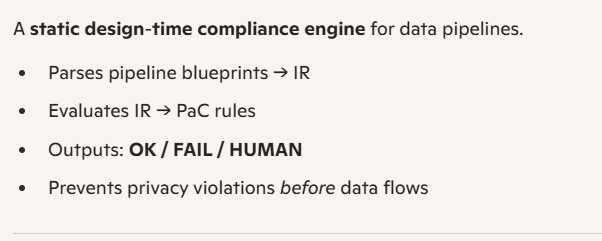 A static design-time compliance engine for data pipelines.
• Parses pipeline blueprints → IR
• Evaluates IR → PaC rules
• Outputs: OK / FAIL / HUMAN
• Prevents privacy violations before data flows